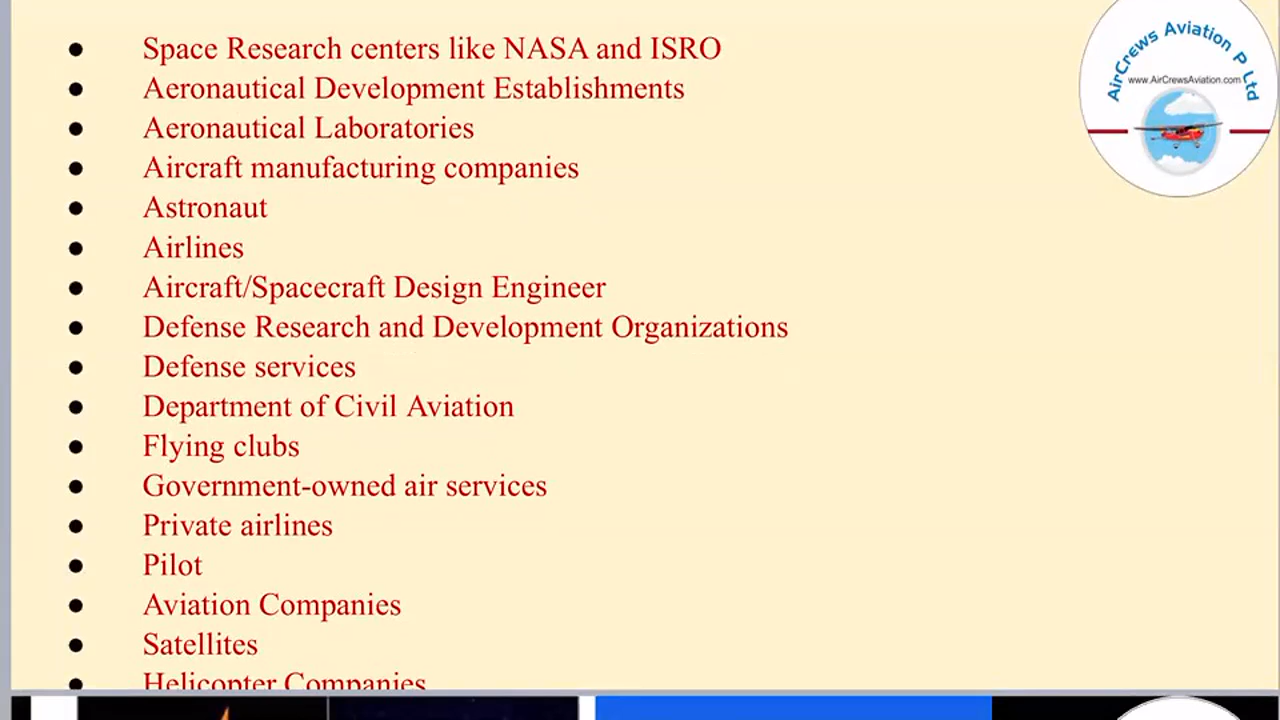 Space Research centers like NASA and ISRO
Aeronautical Development Establishments
Aeronautical Laboratories
Aircraft manufacturing companies
Astronaut
Airlines
Aircraft/Spacecraft Design Engineer
Defense Research and Development Organizations
Defense services
Department of Civil Aviation
Flying clubs
Government-owned air services
Private airlines
Pilot
Aviation Companies
Satellites
Helicopter Companies
AirCrews Aviation P Ltd
www.AirCrewsAviation.com